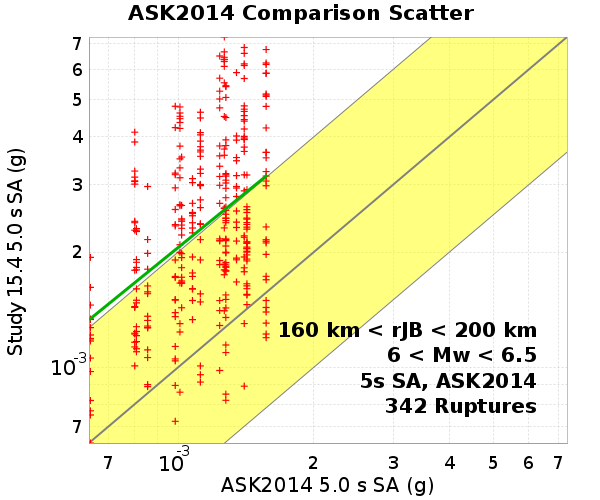 ASK2014 Comparison Scatter
Study 15.4 5.0 s SA (g)
7
6
5
4
3
2
10⁻³
7
160 km < rJB < 200 km
6 < Mw < 6.5
5s SA, ASK2014
342 Ruptures
7 10⁻³ 2 3 4 5 6 7
ASK2014 5.0 s SA (g)